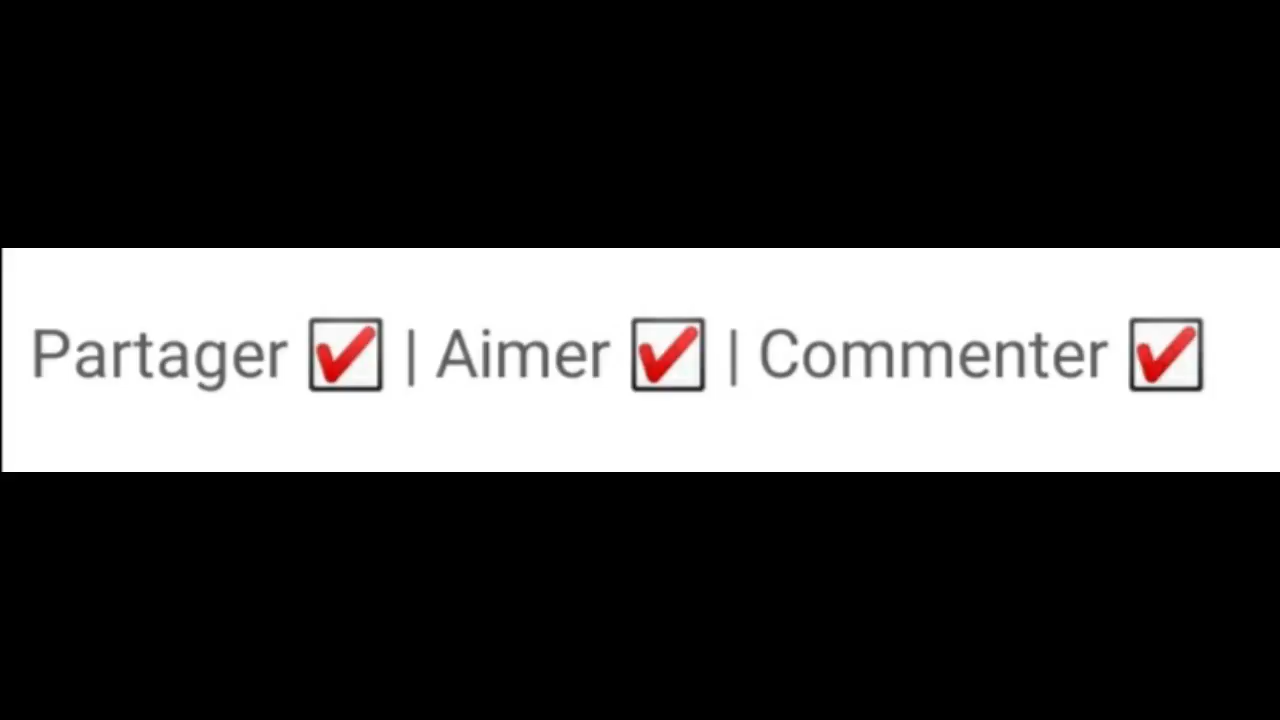 Partager ☑ | Aimer ☑ | Commenter ☑